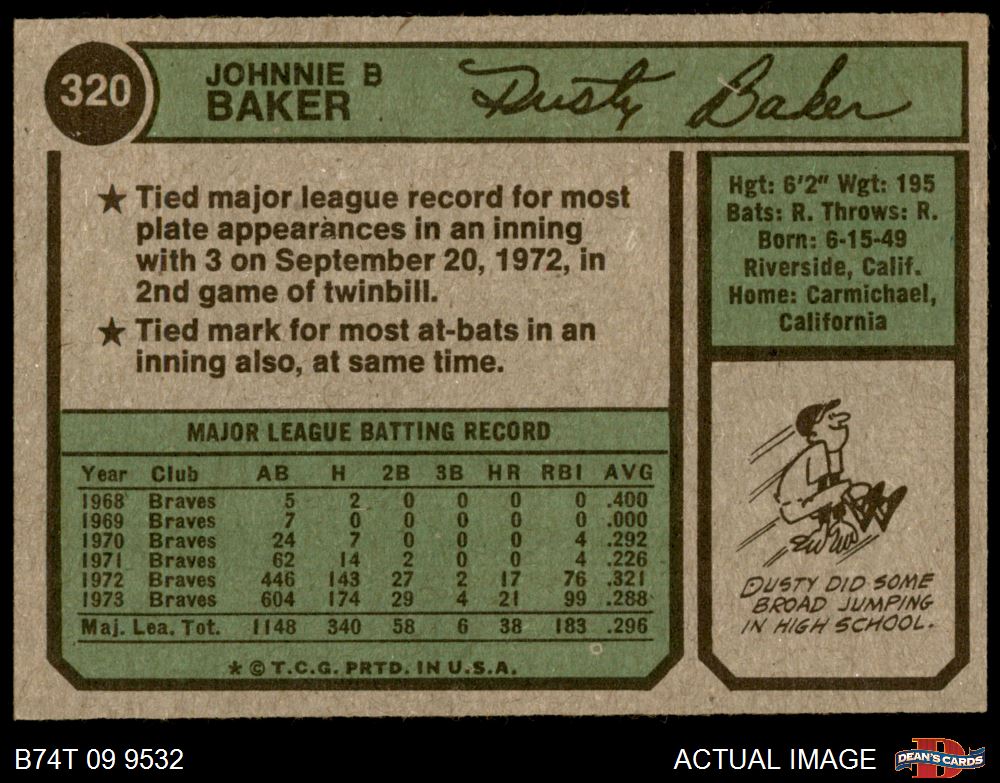 320
JOHNNIE B
BAKER
Dusty Baker
★ Tied major league record for most
plate appearances in an inning
with 3 on September 20, 1972, in
2nd game of twinbill.
★ Tied mark for most at-bats in an
inning also, at same time.
Hgt: 6'2" Wgt: 195
Bats: R. Throws: R.
Born: 6-15-49
Riverside, Calif.
Home: Carmichael,
California
MAJOR LEAGUE BATTING RECORD
Year Club AB H 2B 3B HR RBI AVG
1968 Braves 5 2 0 0 0 0 .400
1969 Braves 7 0 0 0 0 0 .000
1970 Braves 24 7 0 0 0 4 .292
1971 Braves 62 14 2 0 0 4 .226
1972 Braves 446 143 27 2 17 76 .321
1973 Braves 604 174 29 4 21 99 .288
Maj. Lea. Tot. 1148 340 58 6 38 183 .296
* © T.C.G. PRTD. IN U.S.A.
DUSTY DID SOME
BROAD JUMPING
IN HIGH SCHOOL.
B74T 09 9532
ACTUAL IMAGE
D
DEAN'S CARDS